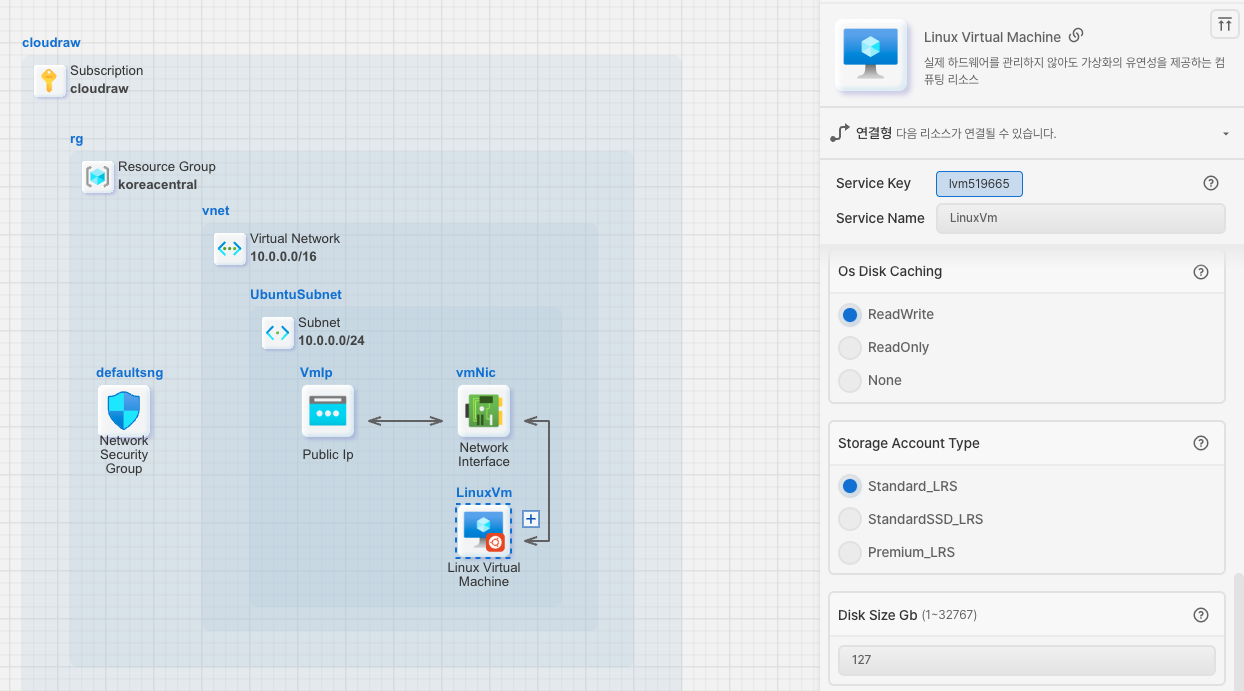 cloudraw
Subscription
cloudraw
rg
Resource Group
koreacentral
vnet
Virtual Network
10.0.0.0/16
UbuntuSubnet
Subnet
10.0.0.0/24
defaultsng
Network
Security
Group
VmIp
Public Ip
vmNic
Network
Interface
LinuxVm
Linux Virtual
Machine
Linux Virtual Machine
실제 하드웨어를 관리하지 않아도 가상화의 유연성을 제공하는 컴
퓨팅 리소스
연결형 다음 리소스가 연결될 수 있습니다.
Service Key lvm519665
Service Name LinuxVm
Os Disk Caching
ReadWrite
ReadOnly
None
Storage Account Type
Standard_LRS
StandardSSD_LRS
Premium_LRS
Disk Size Gb (1~32767)
127